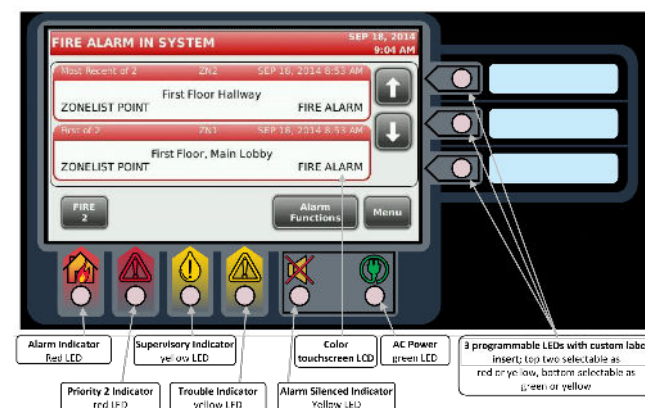 FIRE ALARM IN SYSTEM
SEP 18, 2014
9:04 AM
Most Recent of 2 ZN2 SEP 18, 2014 8:53 AM
First Floor Hallway
ZONELIST POINT FIRE ALARM
First of 2 ZN1 SEP 18, 2014 8:53 AM
First Floor, Main Lobby
ZONELIST POINT FIRE ALARM
FIRE
2
Alarm
Functions
Menu
Alarm Indicator
Red LED
Supervisory Indicator
yellow LED
Color
touchscreen LCD
AC Power
green LED
3 programmable LEDs with custom label
insert; top two selectable as
red or yellow, bottom selectable as
green or yellow
Priority 2 Indicator
red LED
Trouble Indicator
yellow LED
Alarm Silenced Indicator
Yellow LED